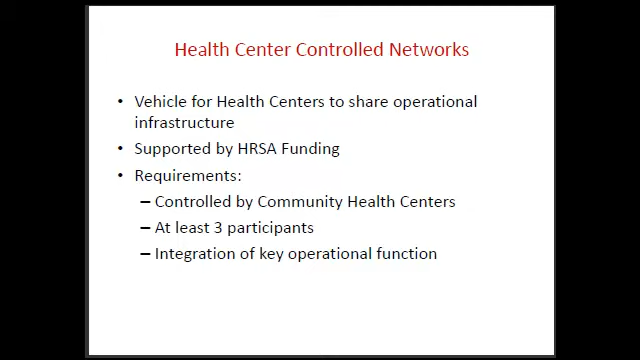 Health Center Controlled Networks
• Vehicle for Health Centers to share operational
infrastructure
• Supported by HRSA Funding
• Requirements:
– Controlled by Community Health Centers
– At least 3 participants
– Integration of key operational function